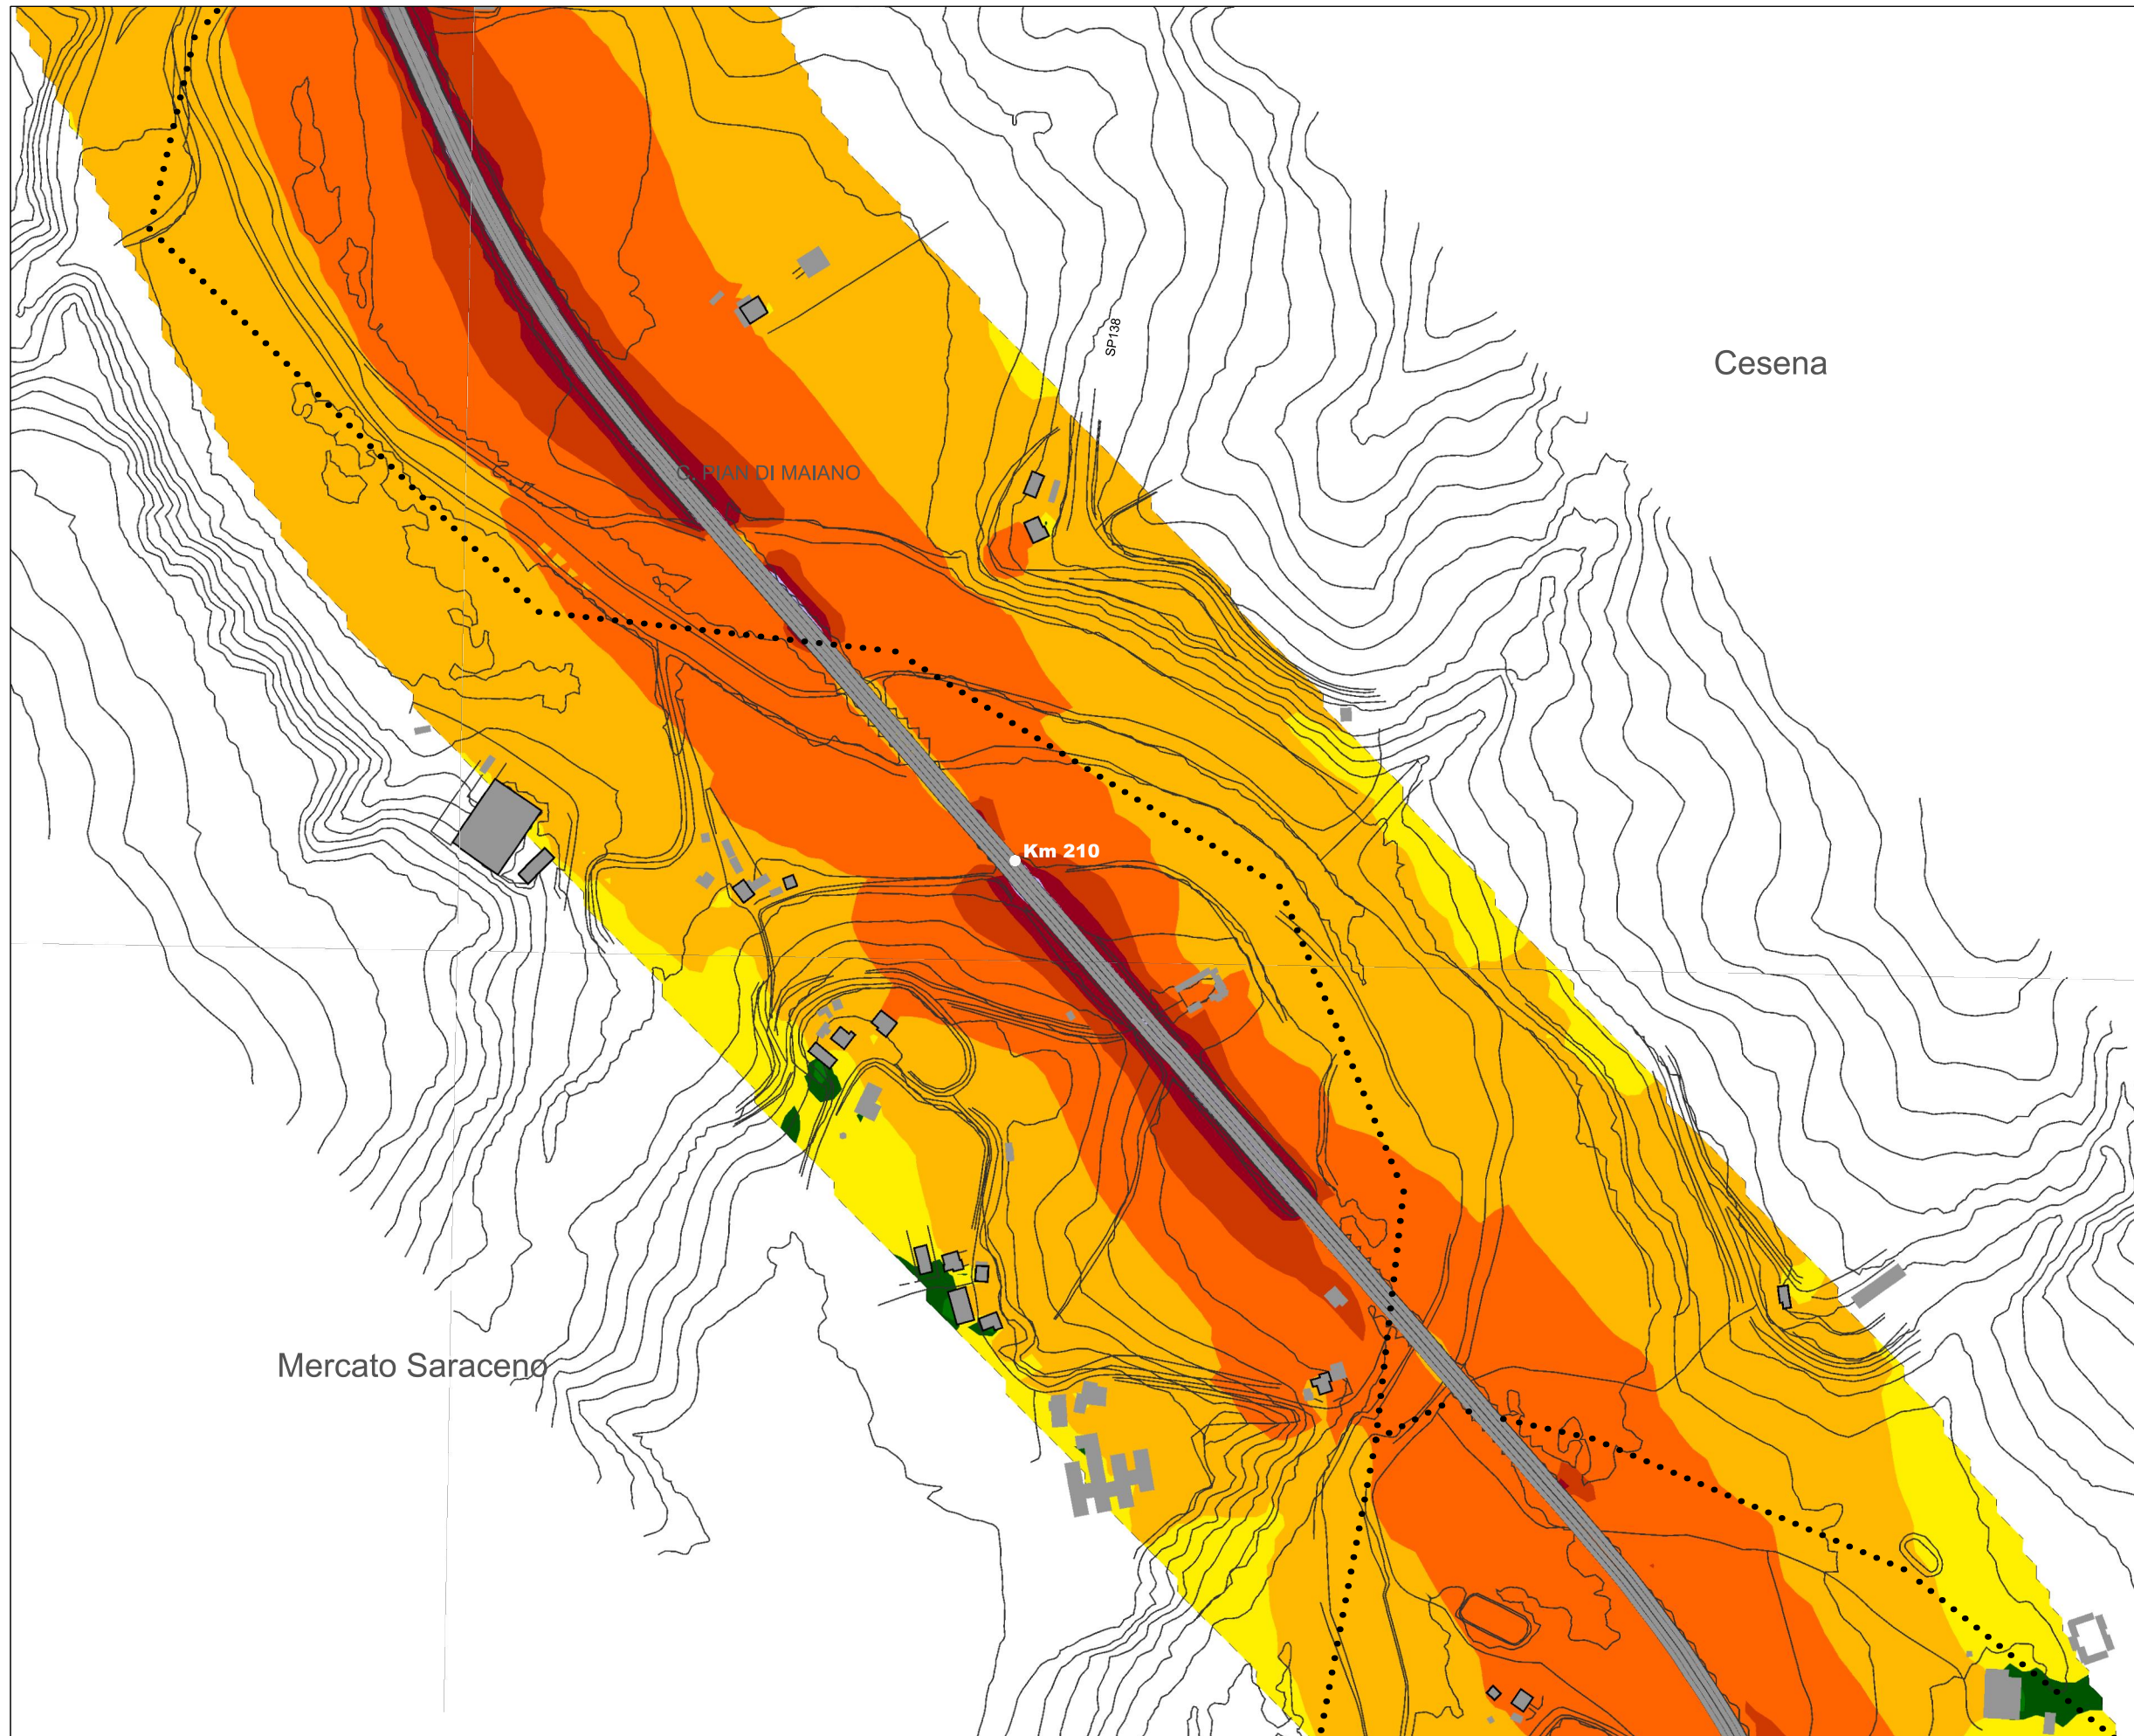 SP138
Cesena
C. PIAN DI MAIANO
Km 210
Mercato Saraceno